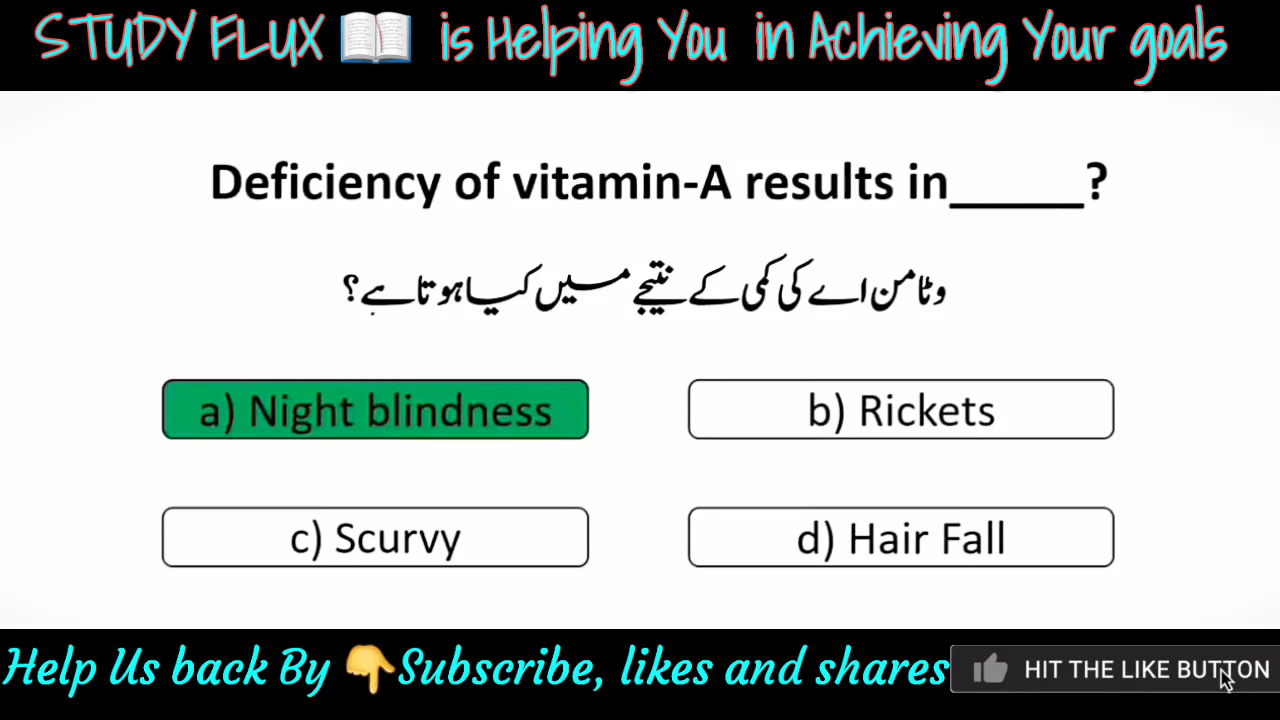 STUDY FLUX 📖 is Helping You in Achieving Your goals
Deficiency of vitamin-A results in_____?
وٹامن اے کی کمی کے نتیجے میں کیا ہوتا ہے؟
a) Night blindness
b) Rickets
c) Scurvy
d) Hair Fall
Help Us back By 👇 Subscribe, likes and shares
HIT THE LIKE BUTTON